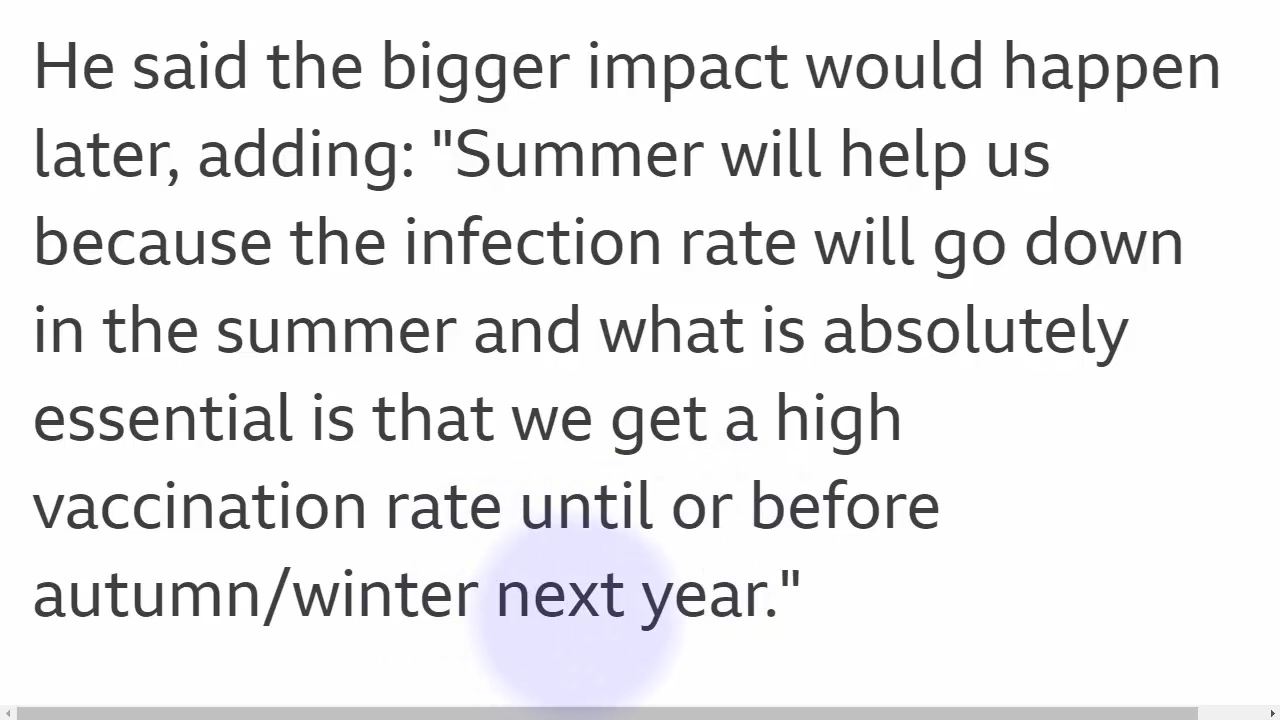 He said the bigger impact would happen
later, adding: "Summer will help us
because the infection rate will go down
in the summer and what is absolutely
essential is that we get a high
vaccination rate until or before
autumn/winter next year."